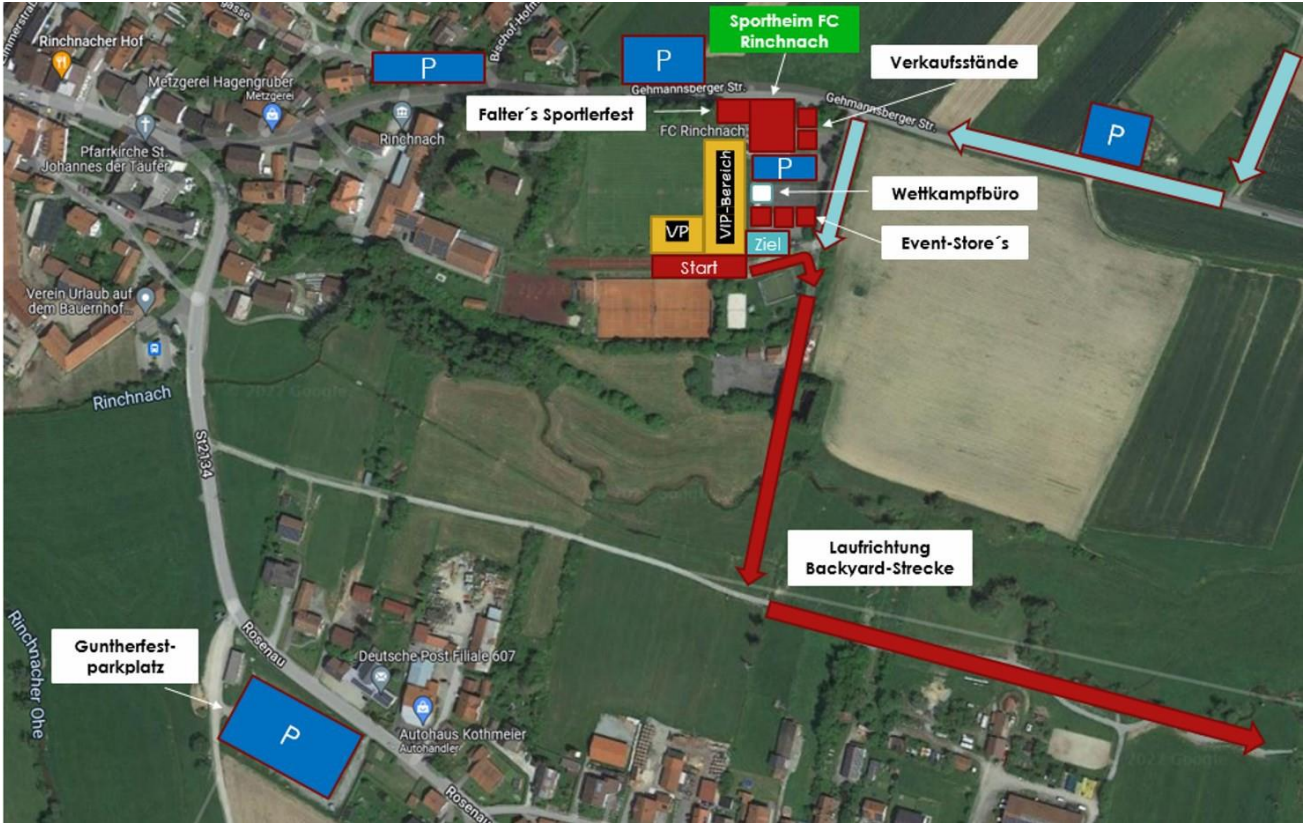 Rinchnacher Hof
Metzgerei Hagengruber
Metzgerei
Bischof-Hofm
P
P
Gehmannsberger Str.
Sportheim FC
Rinchnach
Verkaufsstände
Gehmannsberger Str.
P
Falter´s Sportlerfest
FC Rinchnach
Rinchnach
Pfarrkirche St.
Johannes der Täufer
P
VIP-Bereich
Wettkampfbüro
VP
Ziel
Event-Store´s
Start
Verein Urlaub auf
dem Bauernhof...
Rinchnach
St2134
Laufrichtung
Backyard-Strecke
Rinchnacher Ohe
Guntherfest-
parkplatz
Rosenau
Deutsche Post Filiale 607
P
Autohaus Kothmeier
Autohändler
Rosenau